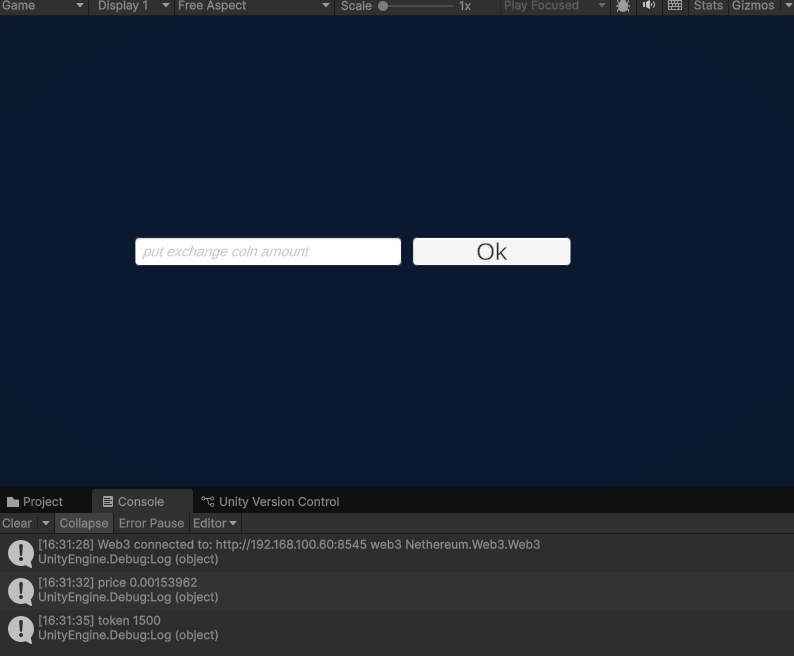 Game Display 1 Free Aspect Scale 1x Play Focused Stats Gizmos
put exchange coin amount Ok
Project Console Unity Version Control
Clear Collapse Error Pause Editor
[16:31:28] Web3 connected to: http://192.168.100.60:8545 web3 Nethereum.Web3.Web3
UnityEngine.Debug:Log (object)
[16:31:32] price 0.00153962
UnityEngine.Debug:Log (object)
[16:31:35] token 1500
UnityEngine.Debug:Log (object)